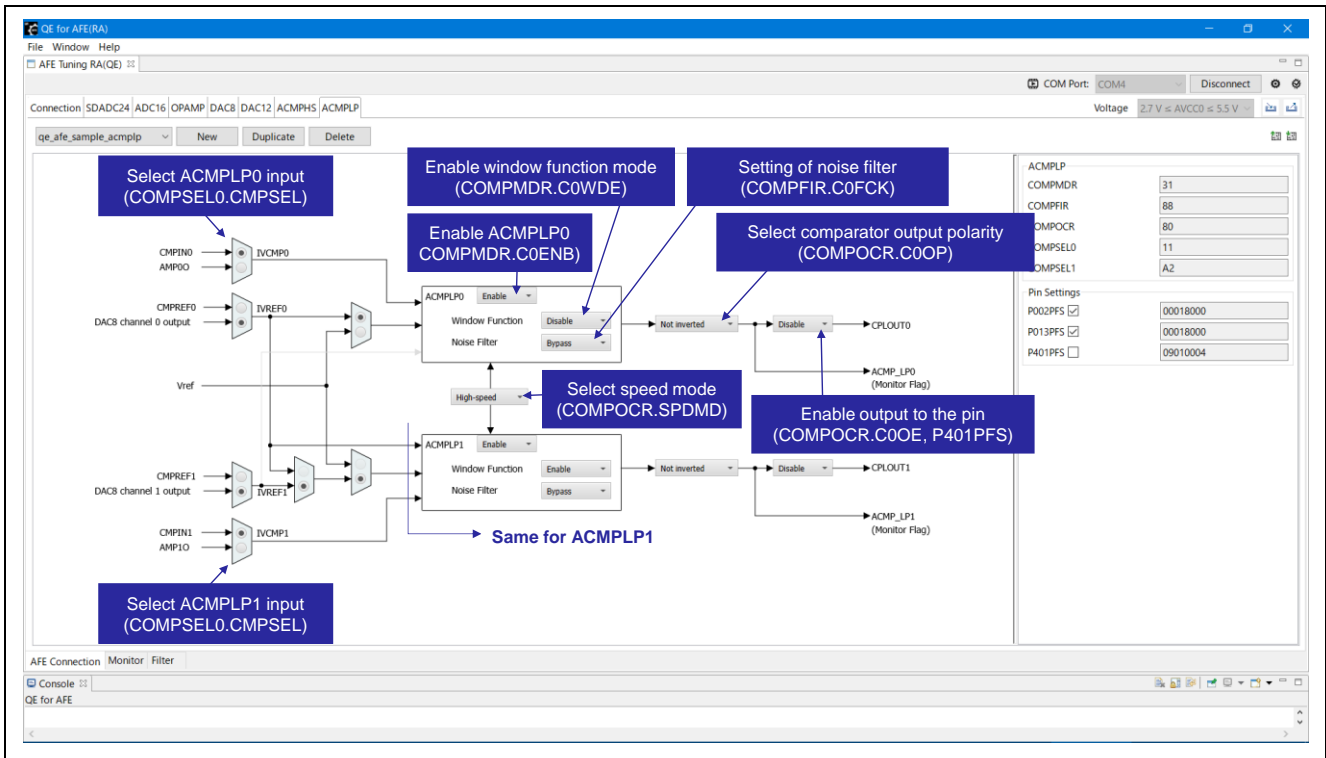 QE for AFE(RA)
File Window Help
AFE Tuning RA(QE)
COM Port: COM4 Disconnect
Connection SDADC24 ADC16 OPAMP DAC8 DAC12 ACMPHS ACMPLP
Voltage 2.7 V ≤ AVCC0 ≤ 5.5 V
qe_afe_sample_acmplp New Duplicate Delete
Select ACMPLP0 input
(COMPSEL0.CMPSEL)
Enable window function mode
(COMPMDR.C0WDE)
Setting of noise filter
(COMPFIR.C0FCK)
Enable ACMPLP0
COMPMDR.C0ENB)
Select comparator output polarity
(COMPOCR.C0OP)
CMPIN0
AMP0O
IVCMP0
CMPREF0
DAC8 channel 0 output
IVREF0
ACMPLP0 Enable
Window Function Disable
Noise Filter Bypass
Not inverted
Disable
CPLOUT0
ACMP_LP0
(Monitor Flag)
Vref
High-speed
Select speed mode
(COMPOCR.SPDMD)
Enable output to the pin
(COMPOCR.C0OE, P401PFS)
ACMPLP1 Enable
Window Function Enable
Noise Filter Bypass
Not inverted
Disable
CPLOUT1
ACMP_LP1
(Monitor Flag)
CMPREF1
DAC8 channel 1 output
IVREF1
CMPIN1
AMP1O
IVCMP1
Same for ACMPLP1
Select ACMPLP1 input
(COMPSEL0.CMPSEL)
ACMPLP
COMPMDR 31
COMPFIR 88
COMPOCR 80
COMPSEL0 11
COMPSEL1 A2
Pin Settings
P002PFS 00018000
P013PFS 00018000
P401PFS 09010004
AFE Connection Monitor Filter
Console
QE for AFE